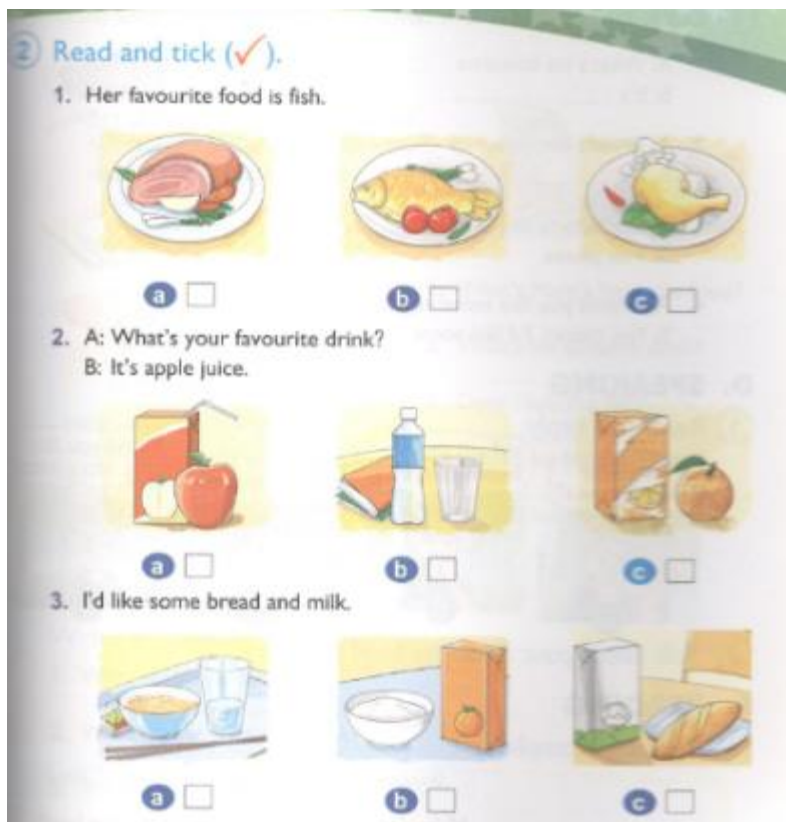 2 Read and tick (✓).
1. Her favourite food is fish.
a b c
2. A: What's your favourite drink?
B: It's apple juice.
a b c
3. I'd like some bread and milk.
a b c